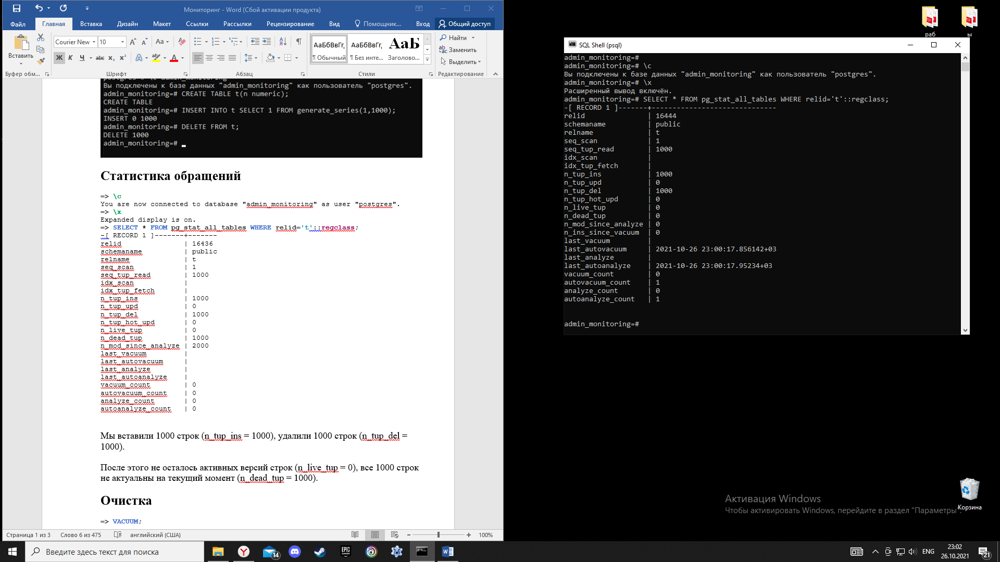 Мониторинг - Word (Сбой активации продукта)
Файл Главная Вставка Дизайн Макет Ссылки Рассылки Рецензирование Вид Помощник... Вход Общий доступ
Вставить
Courier New 10 Aa
Ж К Ч abc x₂ x²
АаБбВвГг, АаБбВвГг, АаБ
¶ Обычный ¶ Без инте... Заголово...
Найти
Заменить
Выделить
Буфер обм... Шрифт Абзац Стили Редактирование
Вы подключены к базе данных "admin_monitoring" как пользователь "postgres".
admin_monitoring=# CREATE TABLE t(n numeric);
CREATE TABLE
admin_monitoring=# INSERT INTO t SELECT 1 FROM generate_series(1,1000);
INSERT 0 1000
admin_monitoring=# DELETE FROM t;
DELETE 1000
admin_monitoring=#
Статистика обращений
=> \c
You are now connected to database "admin_monitoring" as user "postgres".
=> \x
Expanded display is on.
=> SELECT * FROM pg_stat_all_tables WHERE relid='t'::regclass;
-[ RECORD 1 ]-------+-------
relid | 16436
schemaname | public
relname | t
seq_scan | 1
seq_tup_read | 1000
idx_scan |
idx_tup_fetch |
n_tup_ins | 1000
n_tup_upd | 0
n_tup_del | 1000
n_tup_hot_upd | 0
n_live_tup | 0
n_dead_tup | 1000
n_mod_since_analyze | 2000
last_vacuum |
last_autovacuum |
last_analyze |
last_autoanalyze |
vacuum_count | 0
autovacuum_count | 0
analyze_count | 0
autoanalyze_count | 0
Мы вставили 1000 строк (n_tup_ins = 1000), удалили 1000 строк (n_tup_del =
1000).
После этого не осталось активных версий строк (n_live_tup = 0), все 1000 строк
не актуальны на текущий момент (n_dead_tup = 1000).
Очистка
=> VACUUM;
Страница 1 из 3 Слово 6 из 475 английский (США) 100%
раб
ы
SQL Shell (psql)
admin_monitoring=#
admin_monitoring=# \c
Вы подключены к базе данных "admin_monitoring" как пользователь "postgres".
admin_monitoring=# \x
Расширенный вывод включён.
admin_monitoring=# SELECT * FROM pg_stat_all_tables WHERE relid='t'::regclass;
-[ RECORD 1 ]-------+------------------------------
relid | 16444
schemaname | public
relname | t
seq_scan | 1
seq_tup_read | 1000
idx_scan |
idx_tup_fetch |
n_tup_ins | 1000
n_tup_upd | 0
n_tup_del | 1000
n_tup_hot_upd | 0
n_live_tup | 0
n_dead_tup | 0
n_mod_since_analyze | 0
n_ins_since_vacuum | 0
last_vacuum |
last_autovacuum | 2021-10-26 23:00:17.856142+03
last_analyze |
last_autoanalyze | 2021-10-26 23:00:17.95234+03
vacuum_count | 0
autovacuum_count | 1
analyze_count | 0
autoanalyze_count | 1
admin_monitoring=#
Активация Windows
Чтобы активировать Windows, перейдите в раздел "Параметры".
Корзина
Введите здесь текст для поиска
14
EPIC GAMES
ENG
23:02
26.10.2021
21